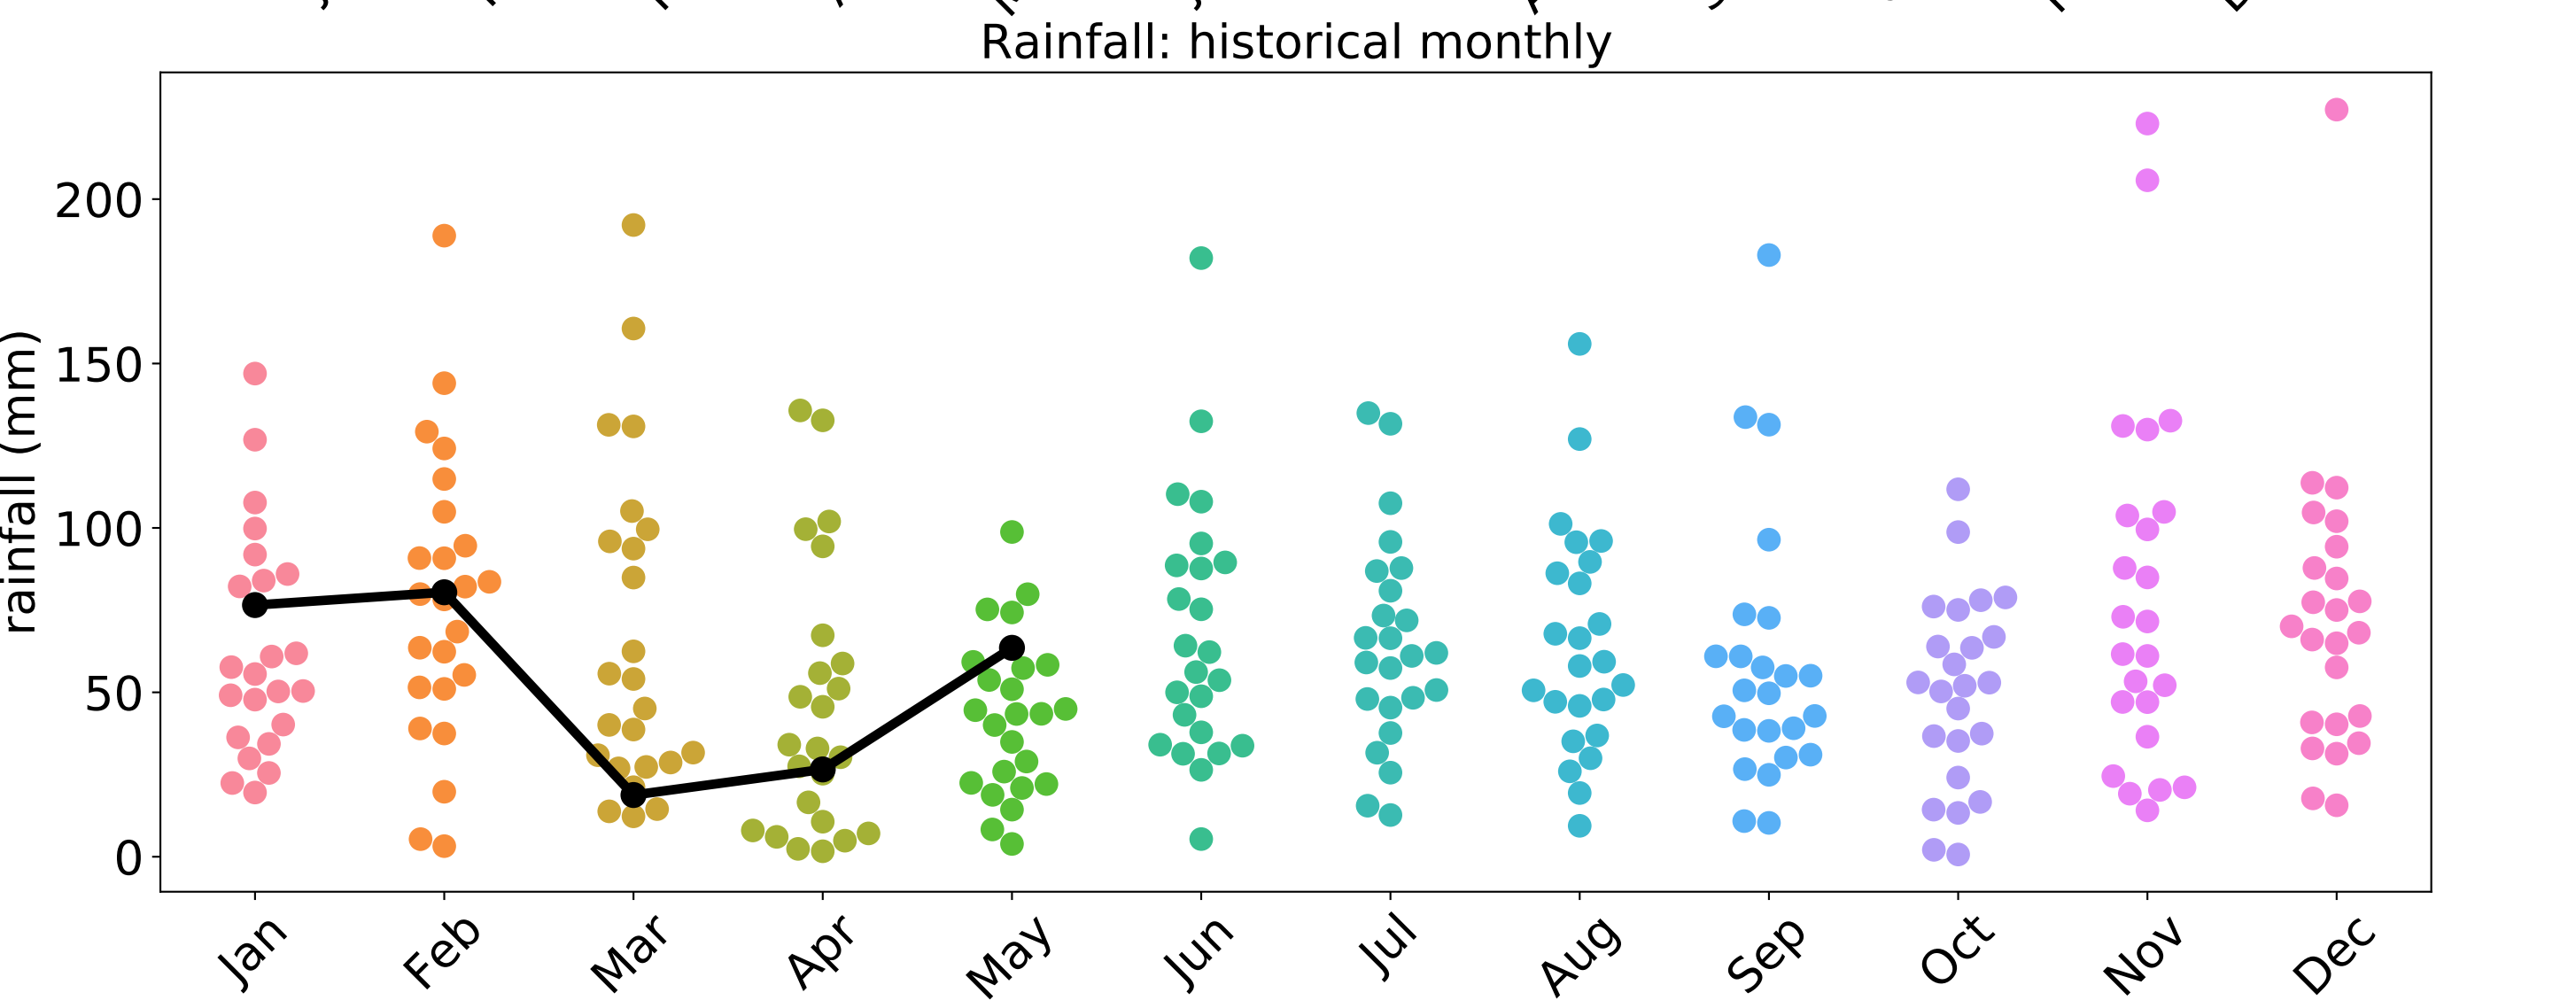 Rainfall: historical monthly
rainfall (mm)
200
150
100
50
0
Jan
Feb
Mar
Apr
May
Jun
Jul
Aug
Sep
Oct
Nov
Dec